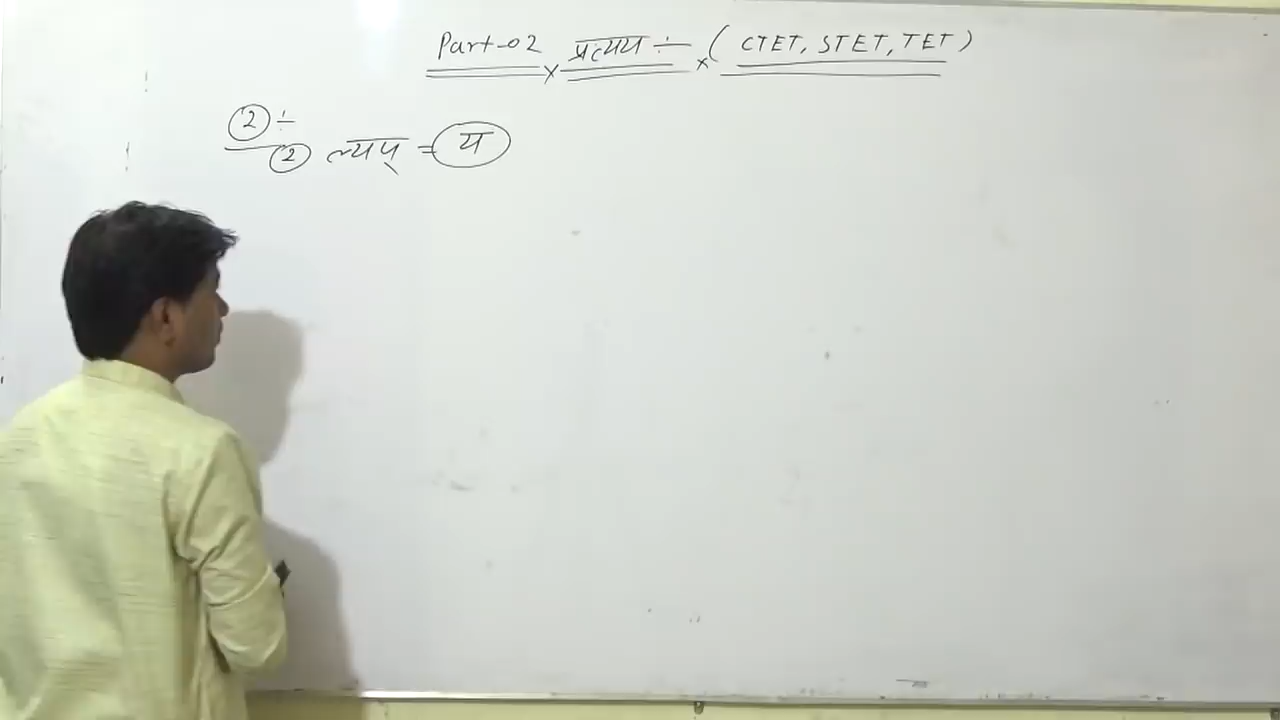 Part-02 × प्रत्यय ÷ × (CTET, STET, TET)
② ÷
② ल्यप् = य